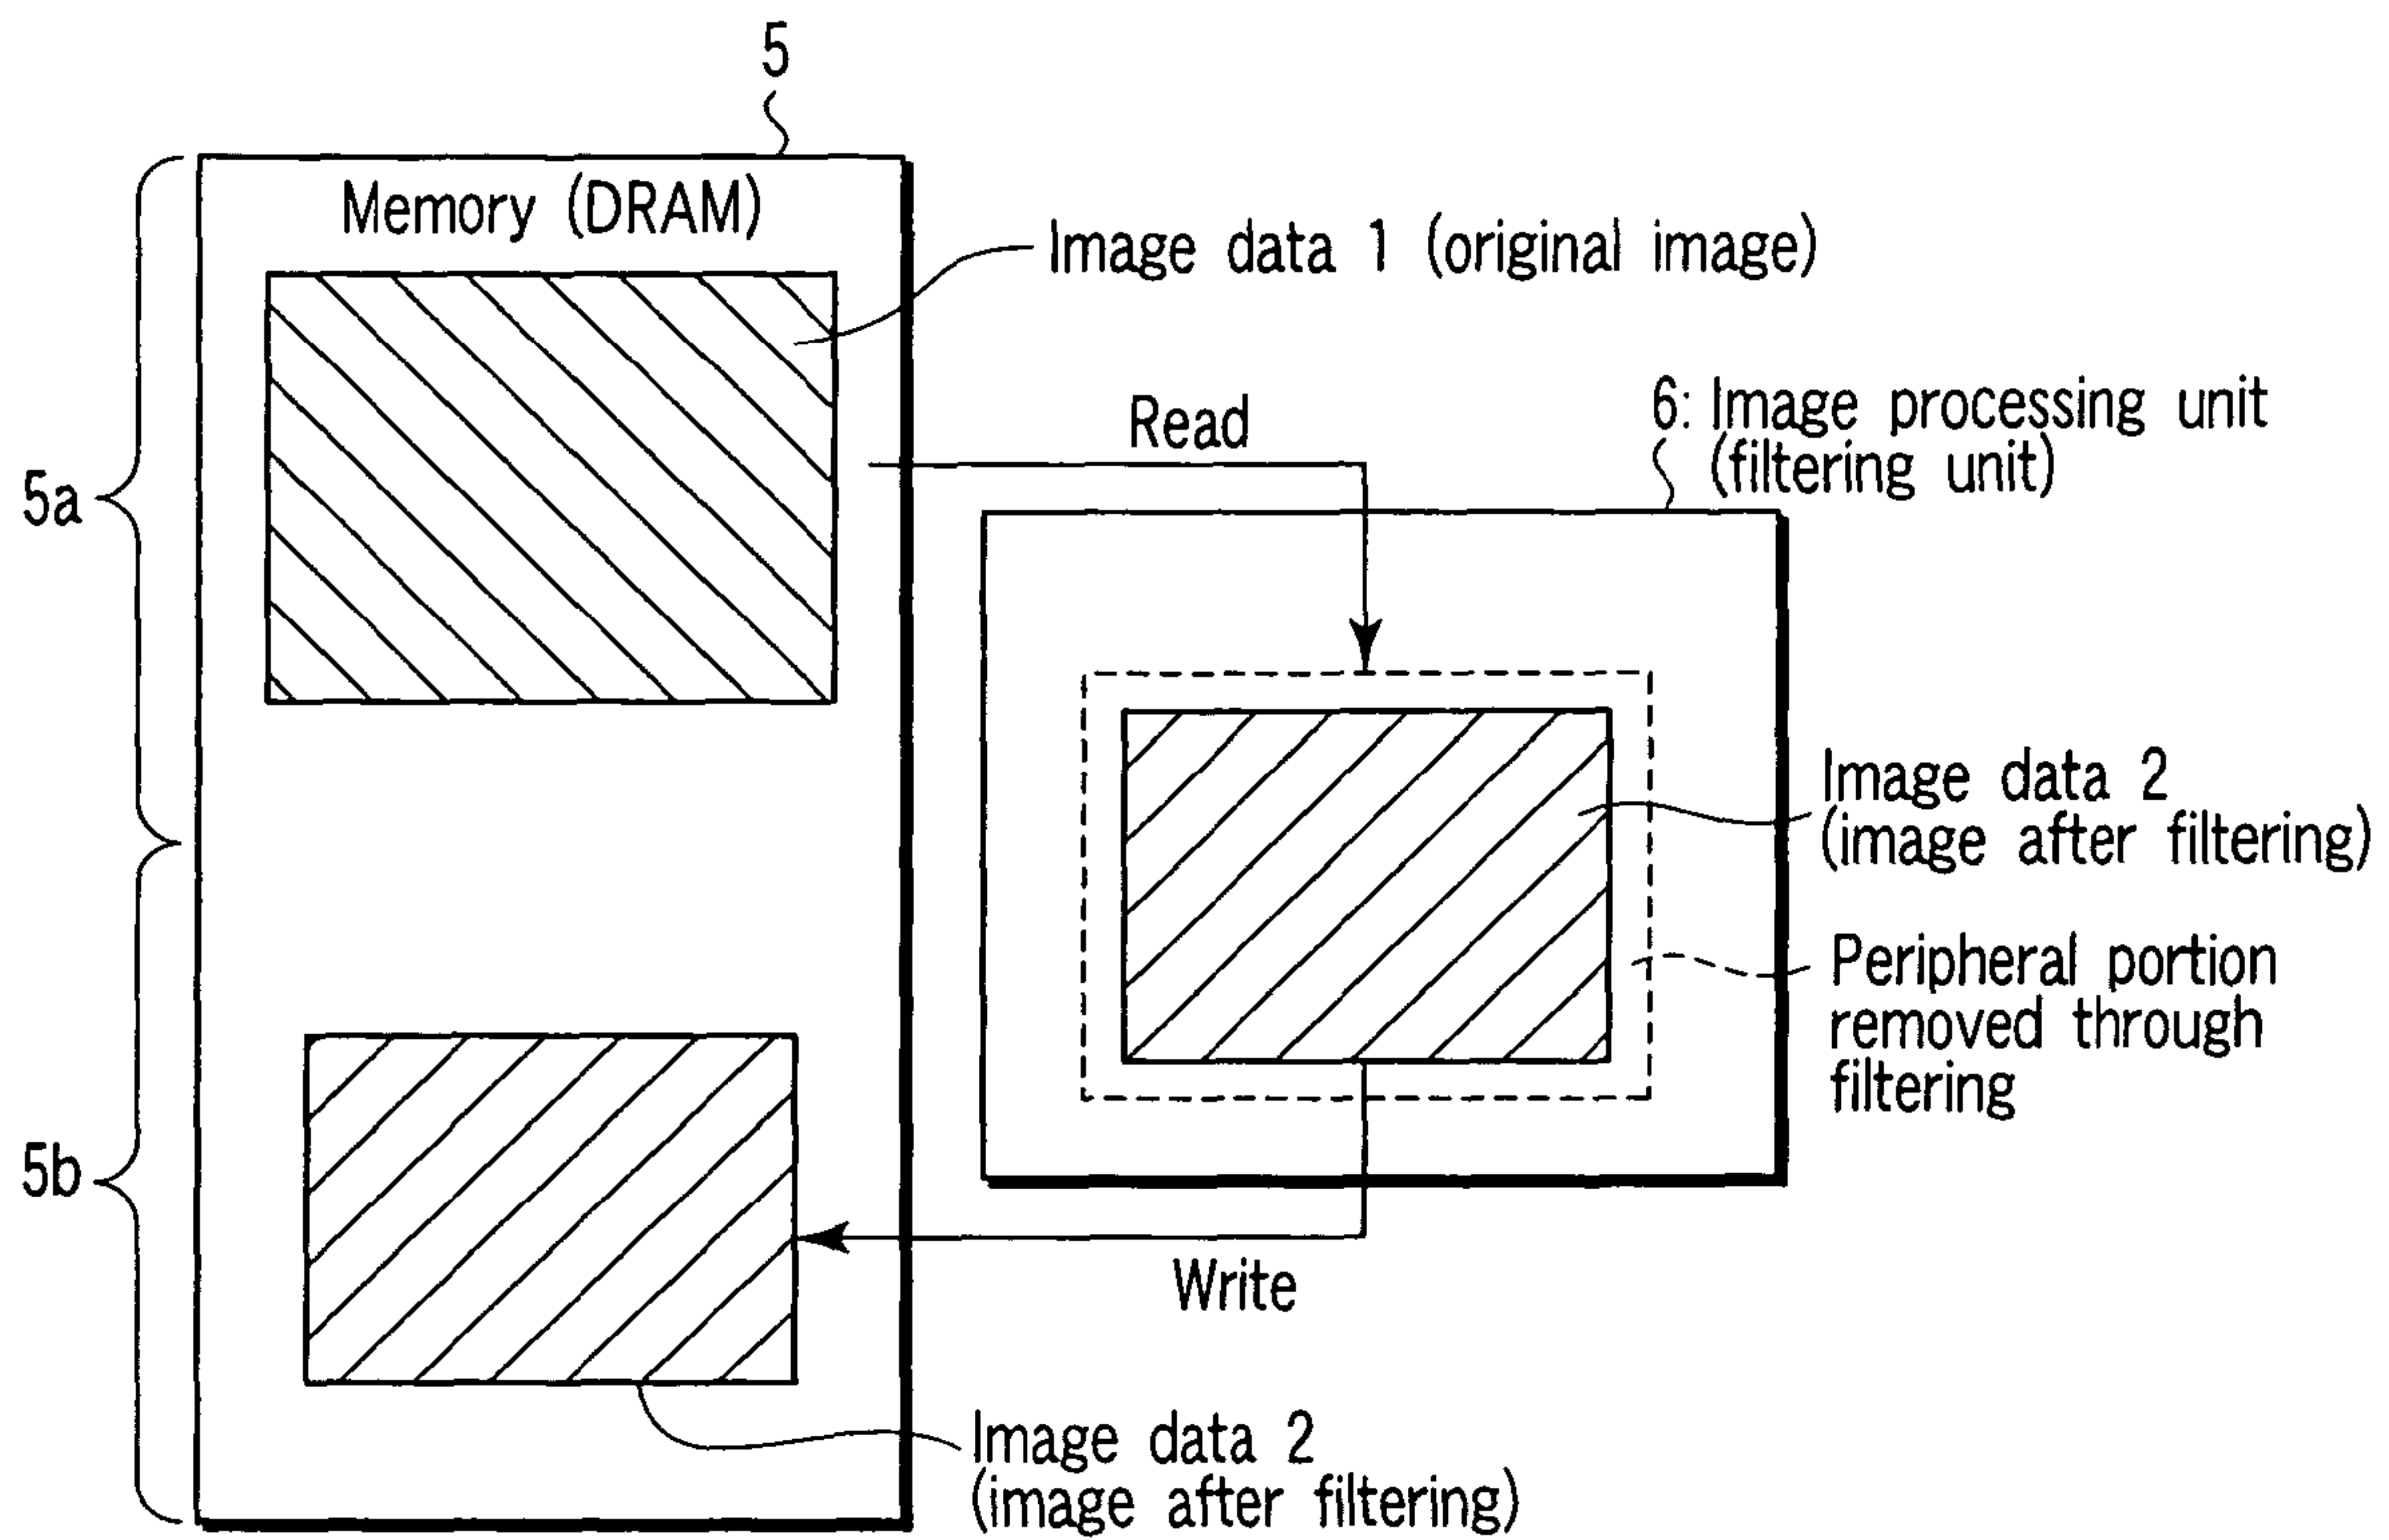 5
Memory (DRAM)
Image data 1 (original image)
Read
6: Image processing unit
(filtering unit)
5a
Image data 2
(image after filtering)
Peripheral portion
removed through
filtering
5b
Write
Image data 2
(image after filtering)